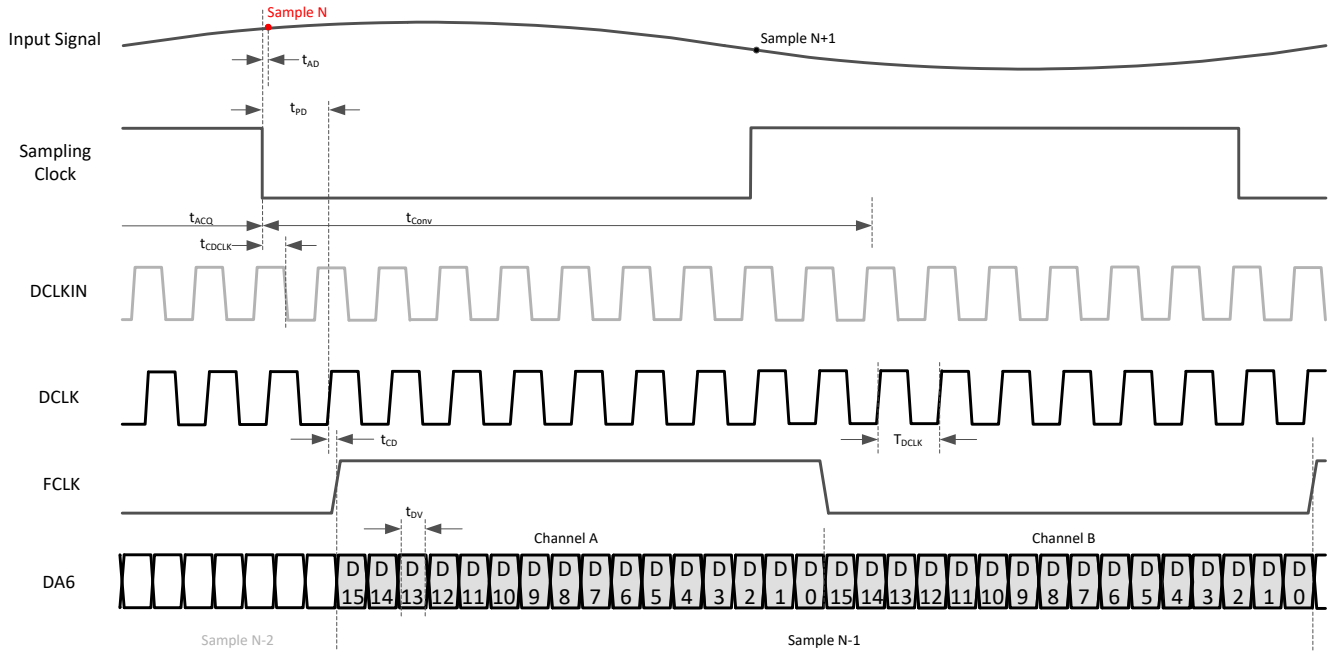 Sample N
Input Signal
Sample N+1
tAD
tPD
Sampling
Clock
tACQ
tConv
tCDCLK
DCLKIN
DCLK
tCD
TDCLK
FCLK
tDV
Channel A
Channel B
DA6
D D D D D D D D D D D D D D D D D D D D D D D D D D D D D D D D
15 14 13 12 11 10 9 8 7 6 5 4 3 2 1 0 15 14 13 12 11 10 9 8 7 6 5 4 3 2 1 0
Sample N-2
Sample N-1